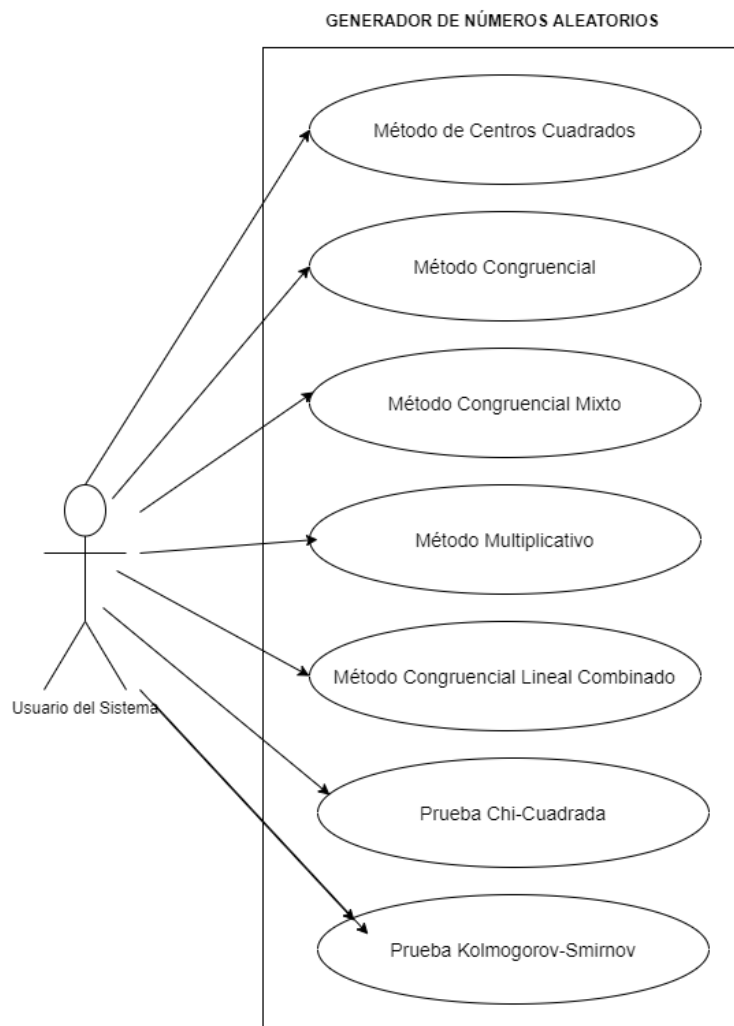 GENERADOR DE NÚMEROS ALEATORIOS
Método de Centros Cuadrados
Método Congruencial
Método Congruencial Mixto
Método Multiplicativo
Método Congruencial Lineal Combinado
Usuario del Sistema
Prueba Chi-Cuadrada
Prueba Kolmogorov-Smirnov